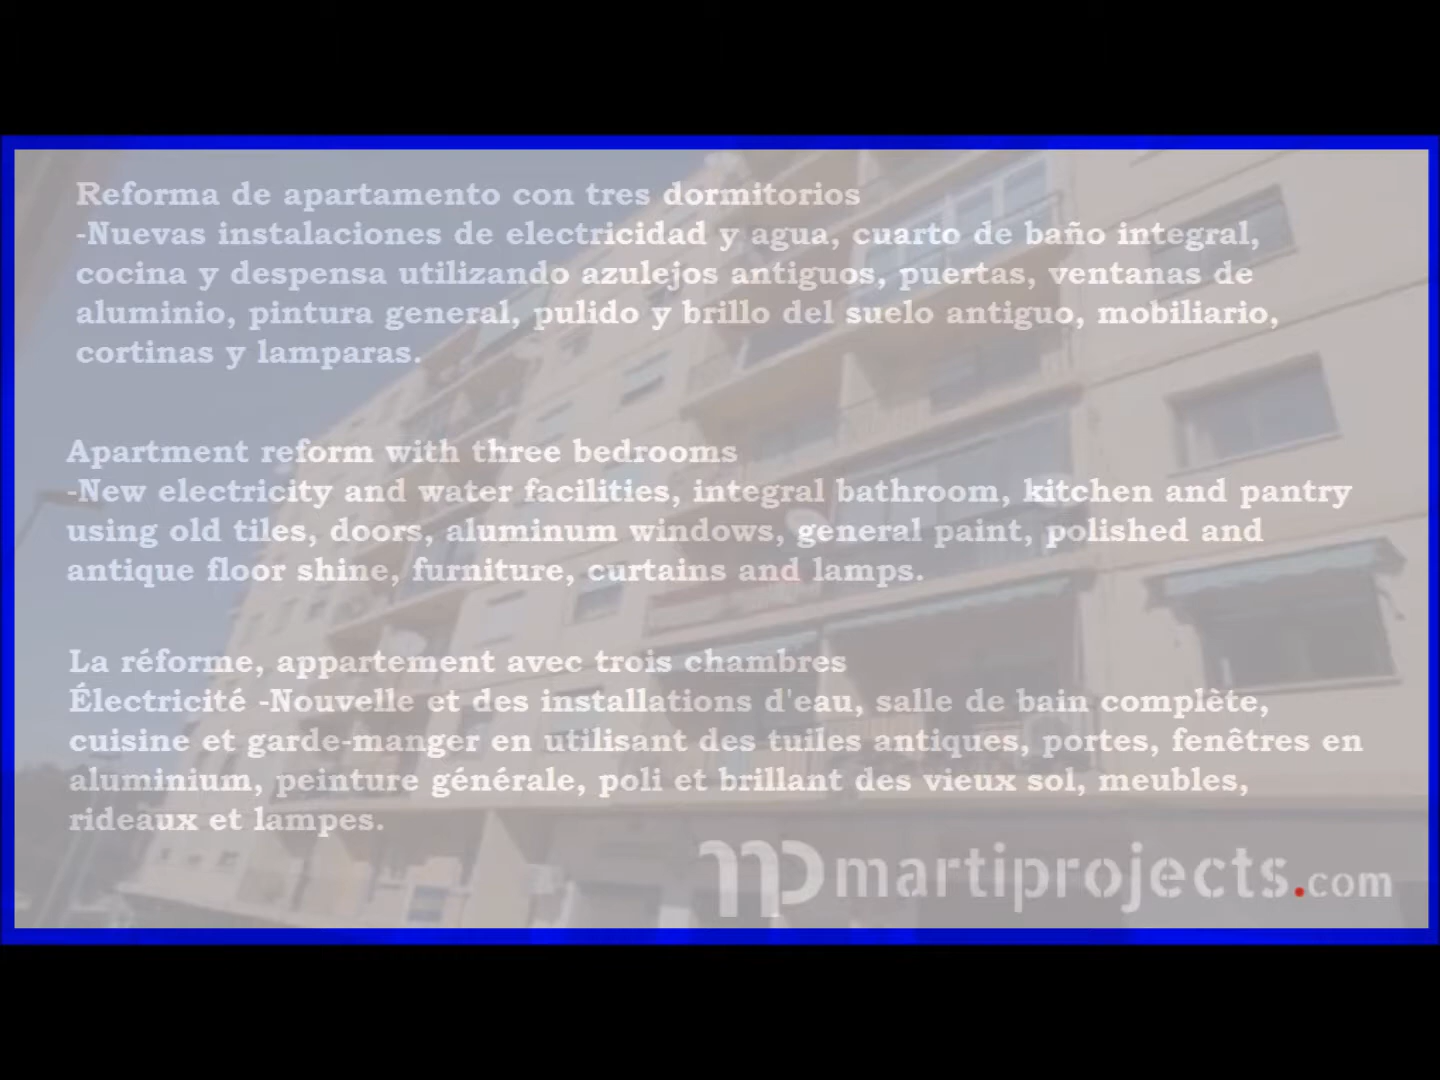 Reforma de apartamento con tres dormitorios
-Nuevas instalaciones de electricidad y agua, cuarto de baño integral,
cocina y despensa utilizando azulejos antiguos, puertas, ventanas de
aluminio, pintura general, pulido y brillo del suelo antiguo, mobiliario,
cortinas y lamparas.
Apartment reform with three bedrooms
-New electricity and water facilities, integral bathroom, kitchen and pantry
using old tiles, doors, aluminum windows, general paint, polished and
antique floor shine, furniture, curtains and lamps.
La réforme, appartement avec trois chambres
Électricité -Nouvelle et des installations d'eau, salle de bain complète,
cuisine et garde-manger en utilisant des tuiles antiques, portes, fenêtres en
aluminium, peinture générale, poli et brillant des vieux sol, meubles,
rideaux et lampes.
mp martiprojects.com